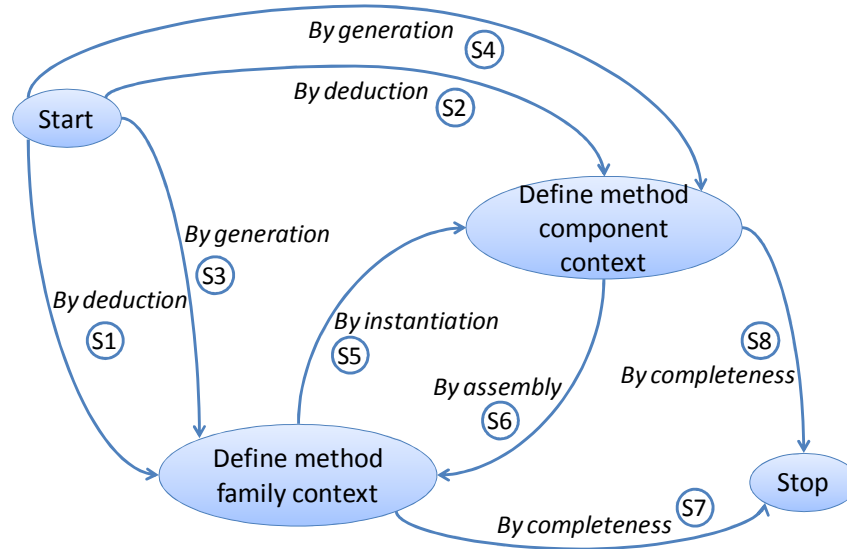 By generation
S4
By deduction
S2
Start
Define method
component
context
By generation
S3
By deduction
S1
By instantiation
S5
By assembly
S6
S8
By completeness
Define method
family context
Stop
S7
By completeness